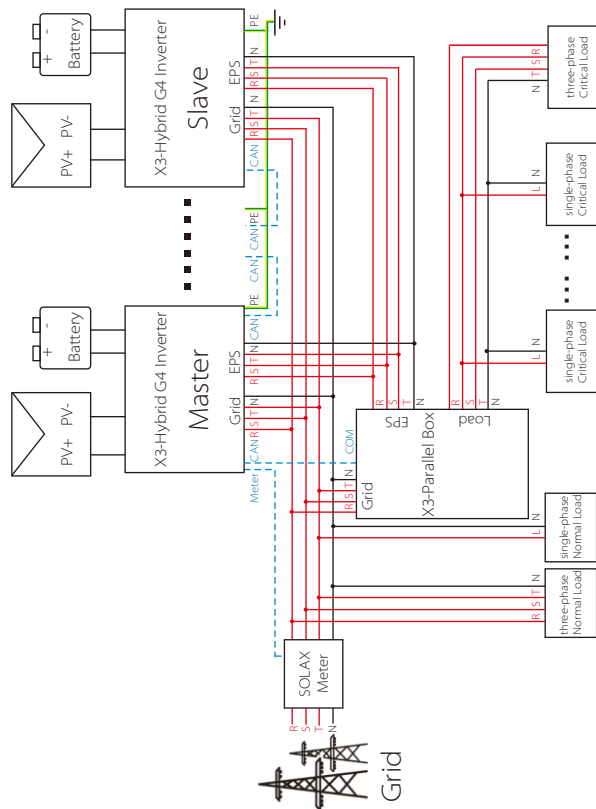 PV+ PV-
+ -
Battery
PV+ PV-
+ -
Battery
X3-Hybrid G4 Inverter
Master
Grid
EPS
Meter
CAN
R S T N
R S T N
CAN
PE
CAN
CAN
PE
X3-Hybrid G4 Inverter
Slave
Grid
EPS
CAN
R S T N
R S T N
PE
COM
Grid
R
S
T
N
SOLAX
Meter
R S T N
Grid
X3-Parallel Box
EPS
R
S
T
N
Load
R
S
T
N
R S T N
three-phase
Normal Load
L N
single-phase
Normal Load
L N
single-phase
Critical Load
L N
single-phase
Critical Load
N T S R
three-phase
Critical Load